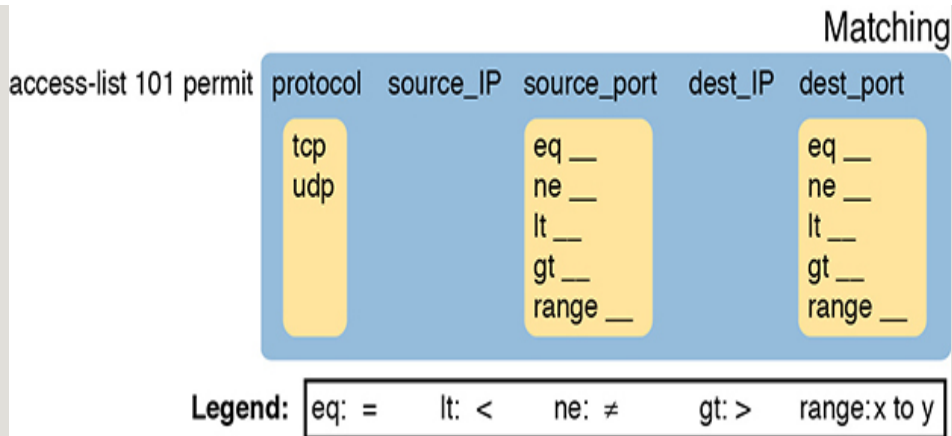 Matching
access-list 101 permit protocol source_IP source_port dest_IP dest_port
tcp eq __ eq __
udp ne __ ne __
lt __ lt __
gt __ gt __
range __ range __
Legend: eq: = lt: < ne: ≠ gt: > range: x to y